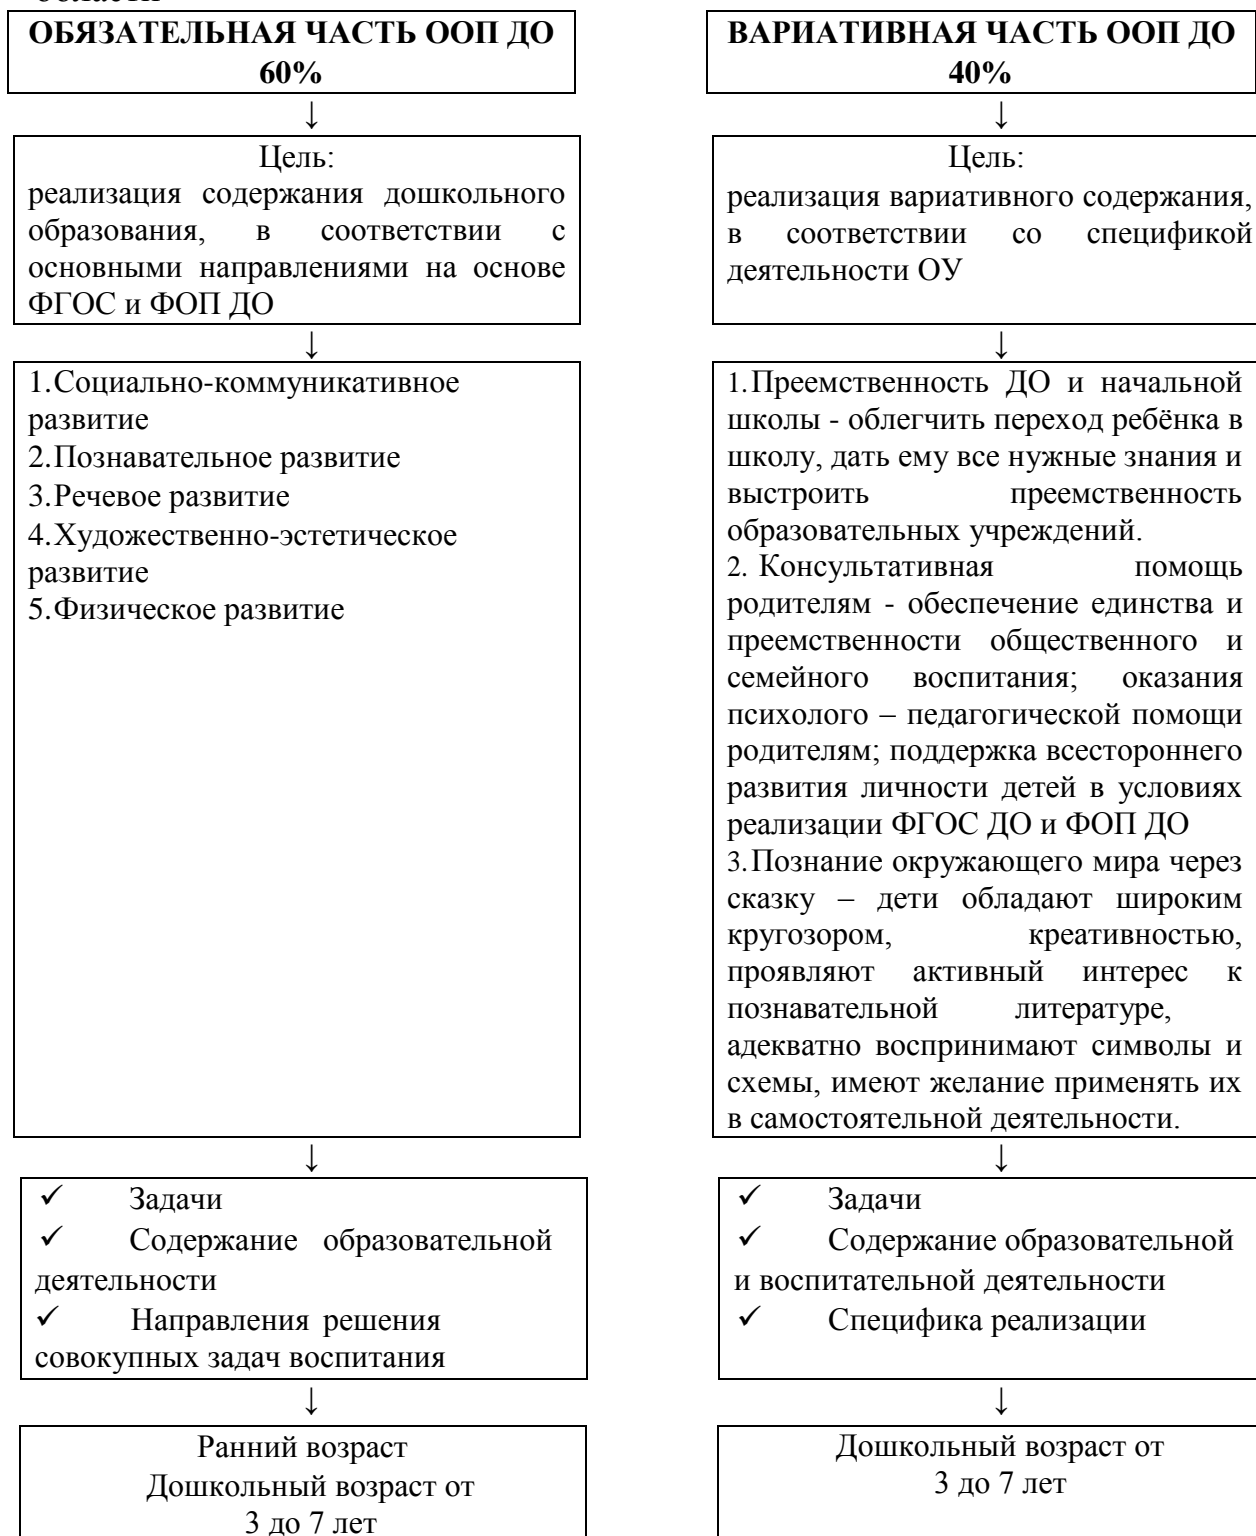 ОБЯЗАТЕЛЬНАЯ ЧАСТЬ ООП ДО
60%
↓
Цель:
реализация содержания дошкольного
образования, в соответствии с
основными направлениями на основе
ФГОС и ФОП ДО
↓
1.Социально-коммуникативное
развитие
2.Познавательное развитие
3.Речевое развитие
4.Художественно-эстетическое
развитие
5.Физическое развитие
↓
✓ Задачи
✓ Содержание образовательной
деятельности
✓ Направления решения
совокупных задач воспитания
↓
Ранний возраст
Дошкольный возраст от
3 до 7 лет
ВАРИАТИВНАЯ ЧАСТЬ ООП ДО
40%
↓
Цель:
реализация вариативного содержания,
в соответствии со спецификой
деятельности ОУ
↓
1.Преемственность ДО и начальной
школы - облегчить переход ребёнка в
школу, дать ему все нужные знания и
выстроить преемственность
образовательных учреждений.
2. Консультативная помощь
родителям - обеспечение единства и
преемственности общественного и
семейного воспитания; оказания
психолого – педагогической помощи
родителям; поддержка всестороннего
развития личности детей в условиях
реализации ФГОС ДО и ФОП ДО
3.Познание окружающего мира через
сказку – дети обладают широким
кругозором, креативностью,
проявляют активный интерес к
познавательной литературе,
адекватно воспринимают символы и
схемы, имеют желание применять их
в самостоятельной деятельности.
↓
✓ Задачи
✓ Содержание образовательной
и воспитательной деятельности
✓ Специфика реализации
↓
Дошкольный возраст от
3 до 7 лет